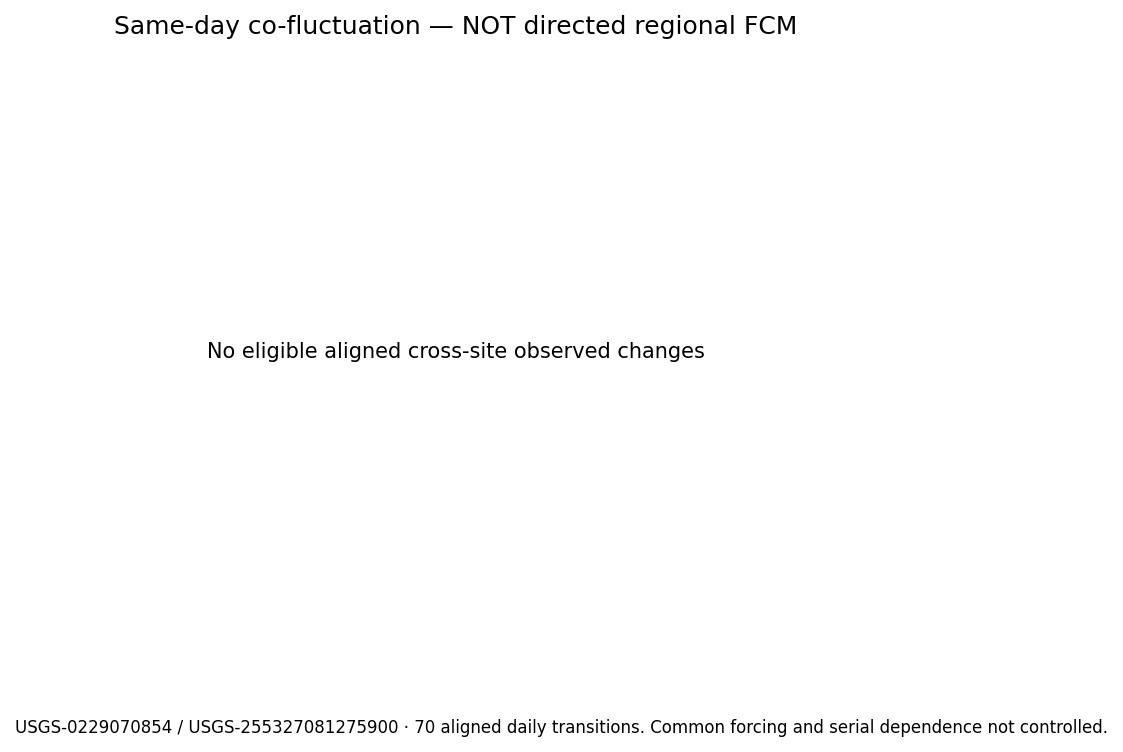 Same-day co-fluctuation — NOT directed regional FCM
No eligible aligned cross-site observed changes
USGS-0229070854 / USGS-255327081275900 · 70 aligned daily transitions. Common forcing and serial dependence not controlled.